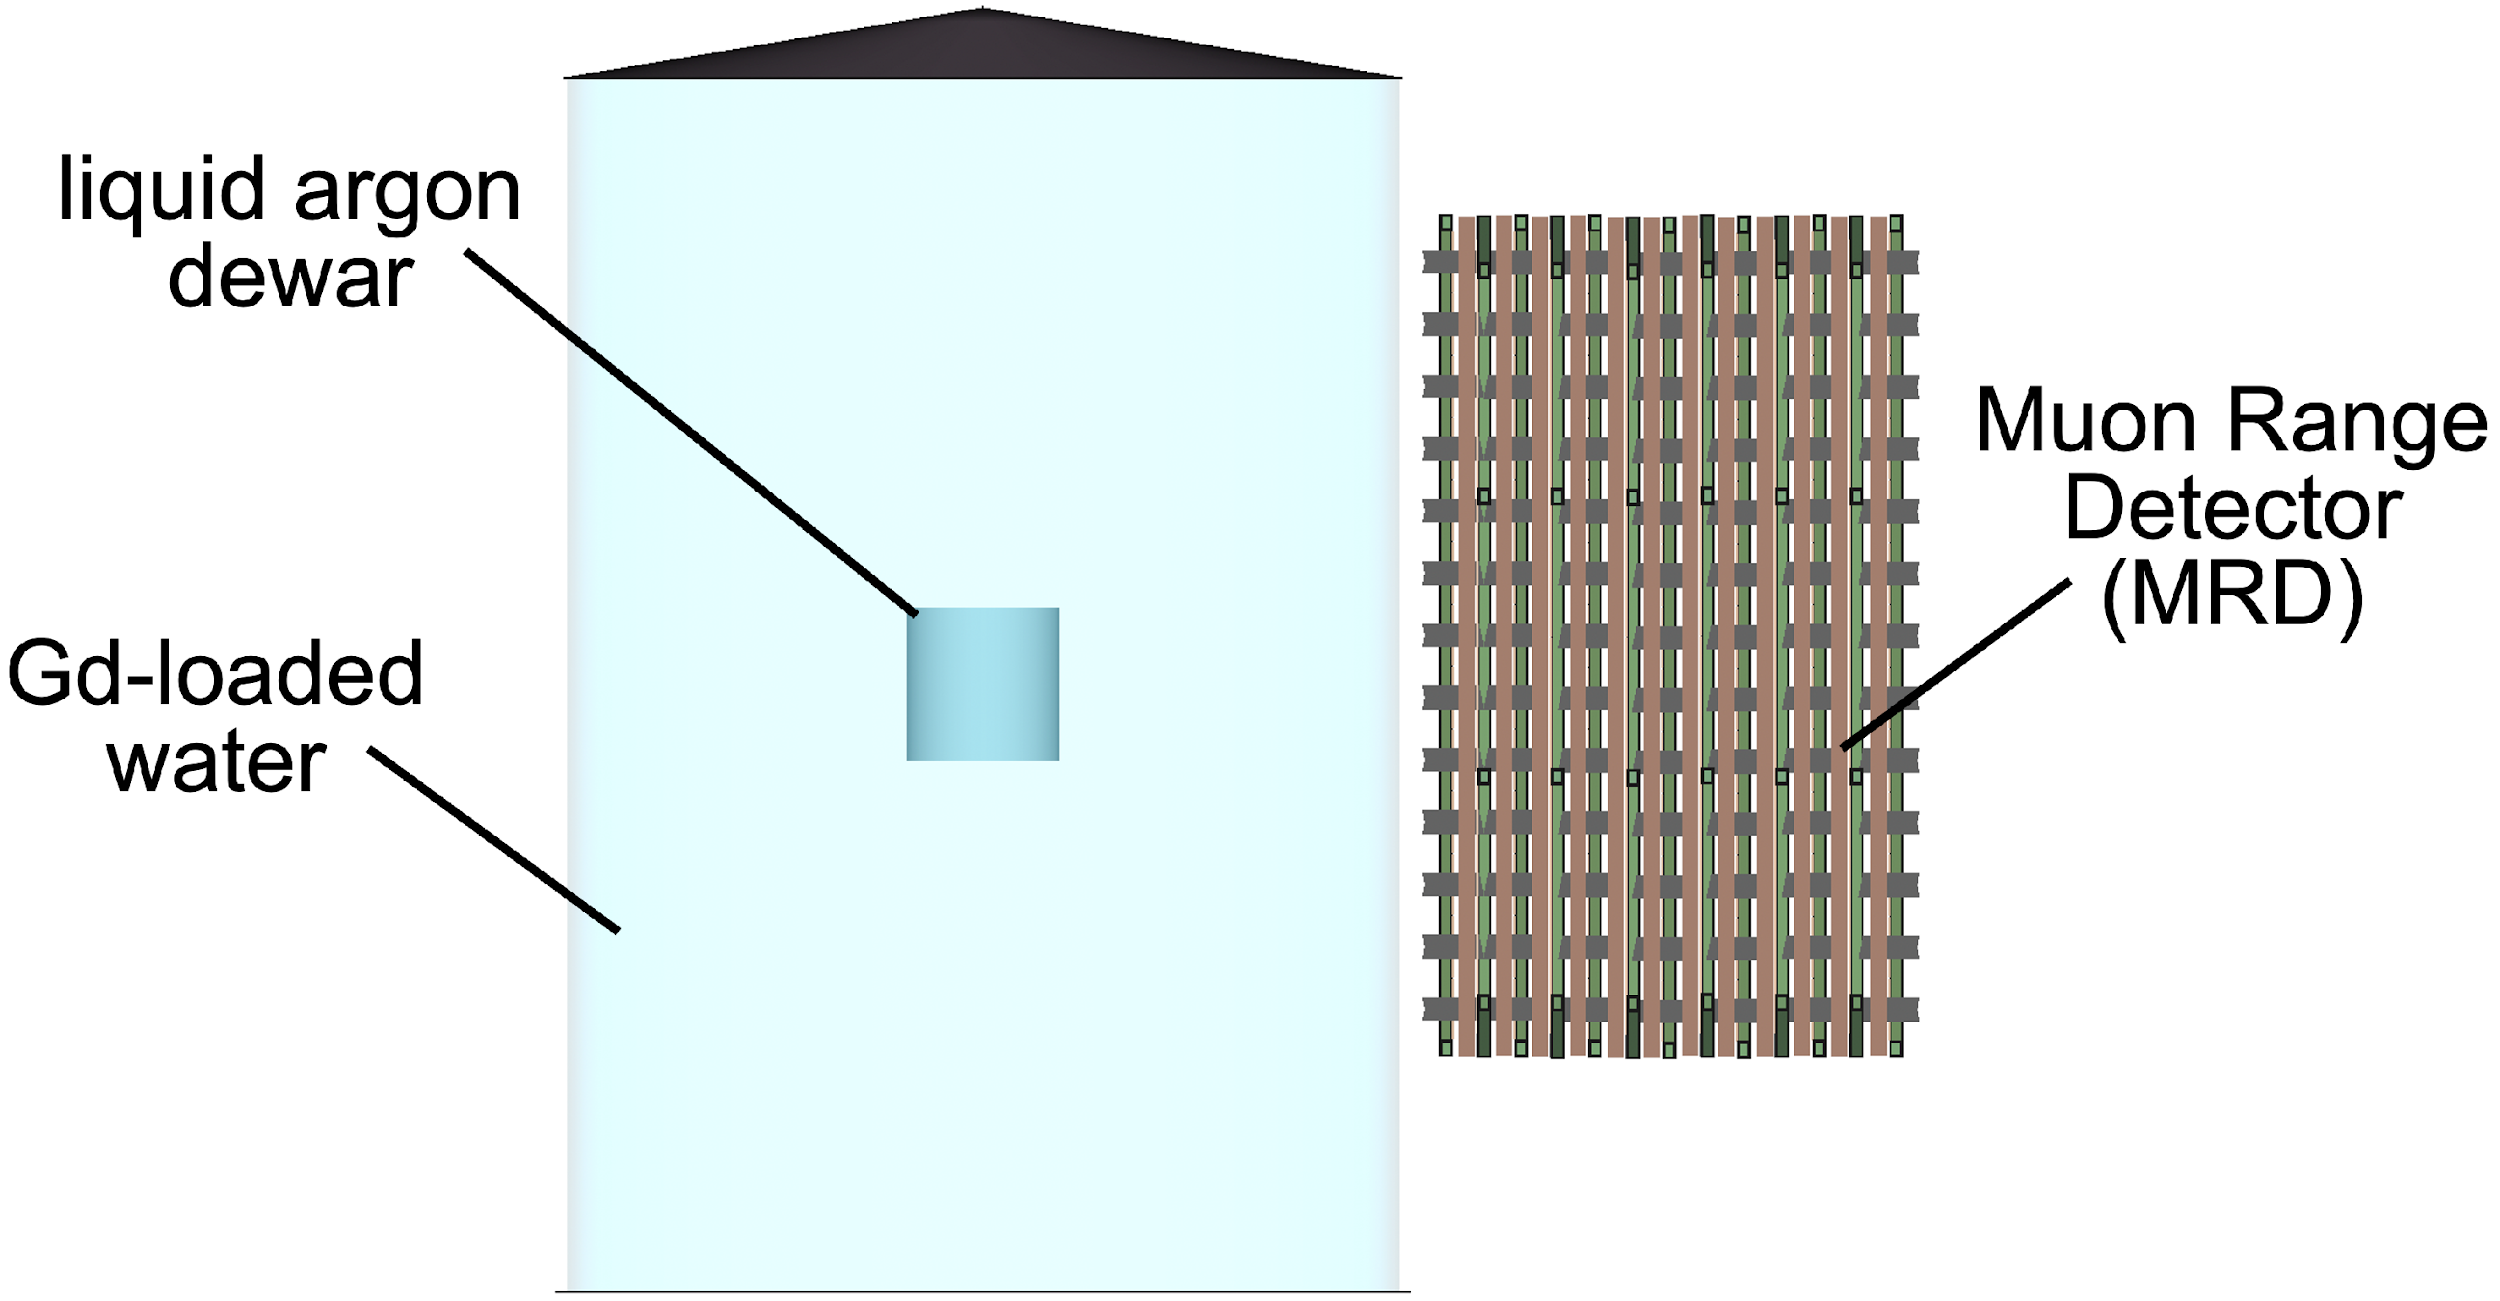 liquid argon
dewar
Gd-loaded
water
Muon Range
Detector
(MRD)